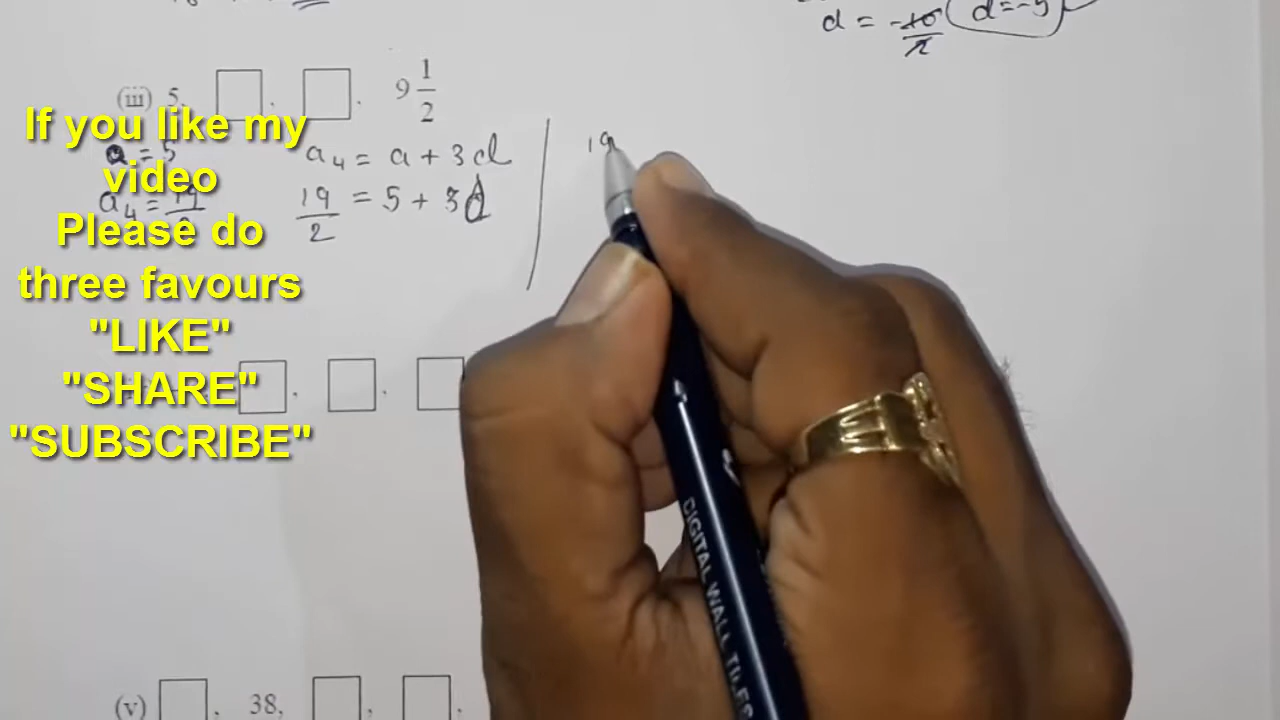 d = -10/2 d=-5
(iii) 5, , , 9 1/2
a = 5 a4 = a + 3d 19
a4 = 19 19/2 = 5 + 3d
If you like my
video
Please do
three favours
"LIKE"
"SHARE"
"SUBSCRIBE"
(v) , 38, , ,
DIGITAL WALL TILES